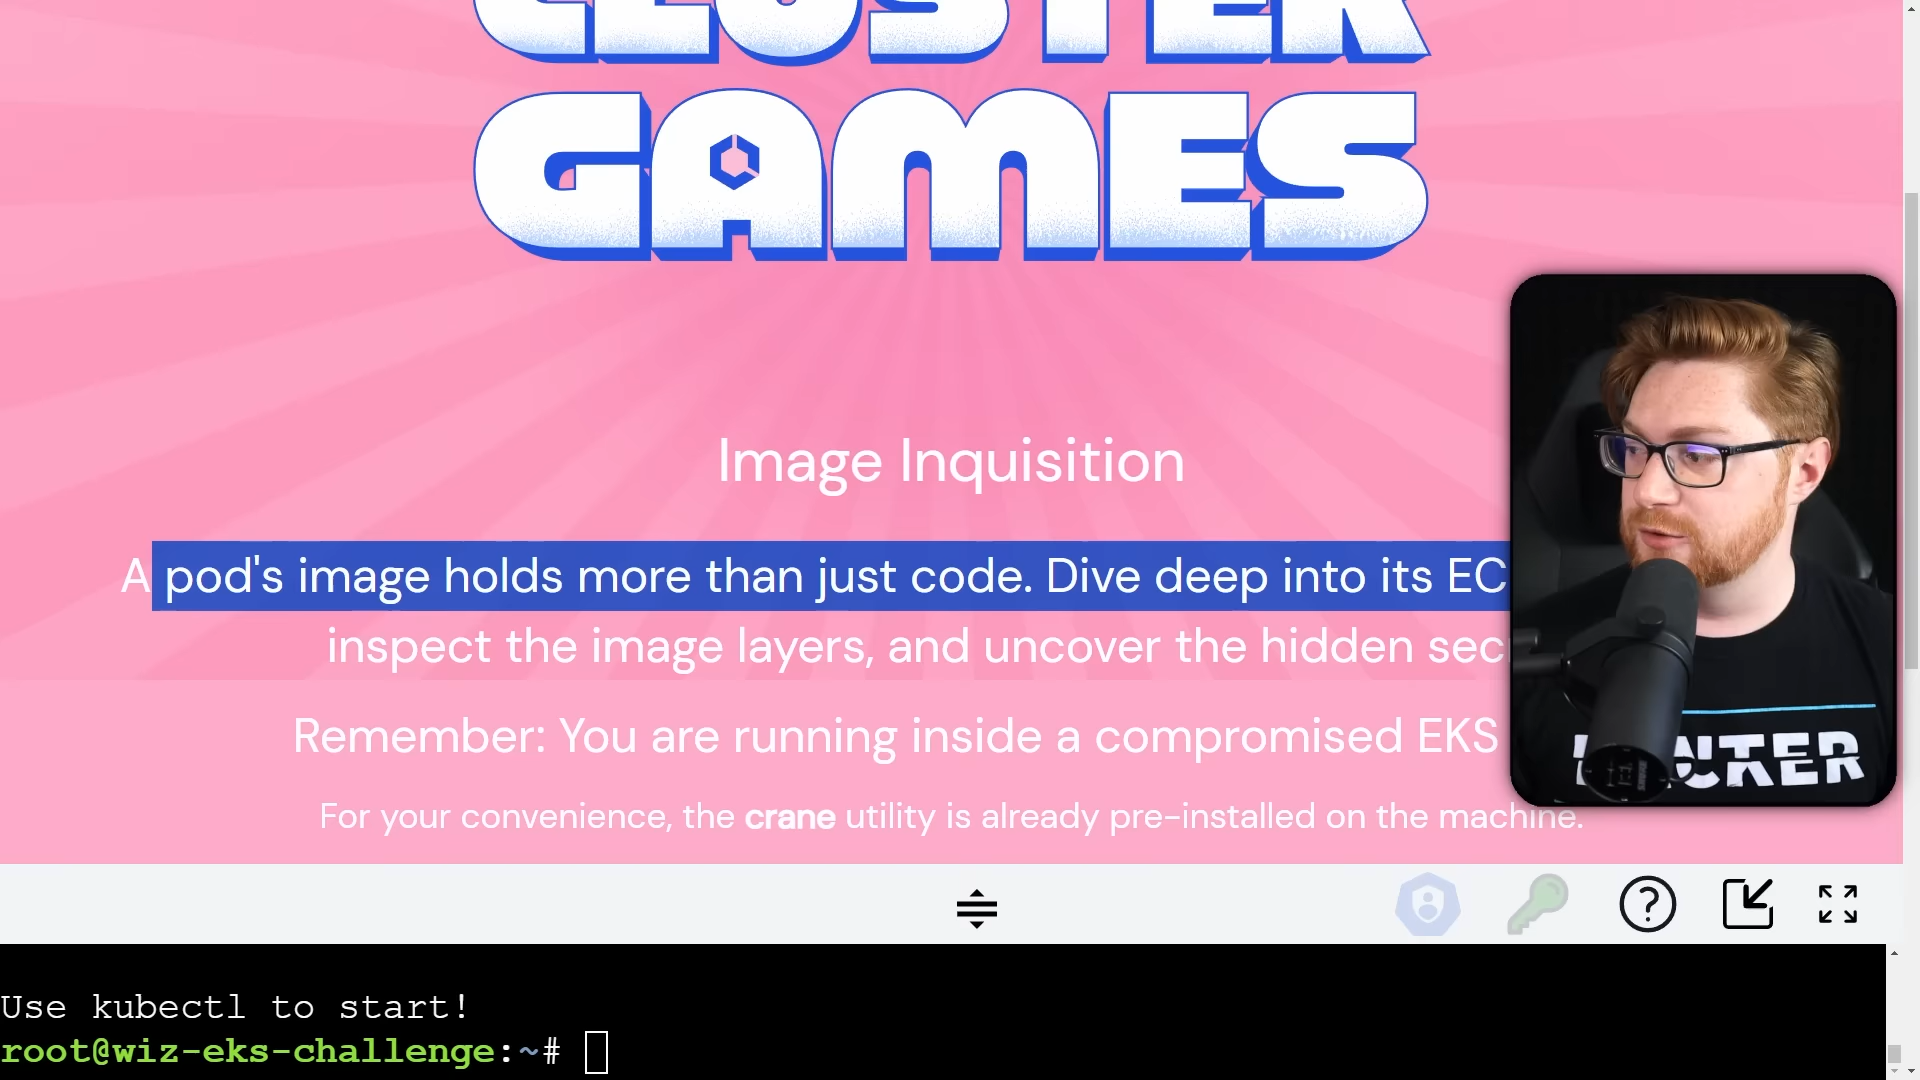 CLUSTER
GAMES
Image Inquisition
A pod's image holds more than just code. Dive deep into its EC
inspect the image layers, and uncover the hidden sec
Remember: You are running inside a compromised EKS
For your convenience, the crane utility is already pre-installed on the machine.
Use kubectl to start!
root@wiz-eks-challenge:~#